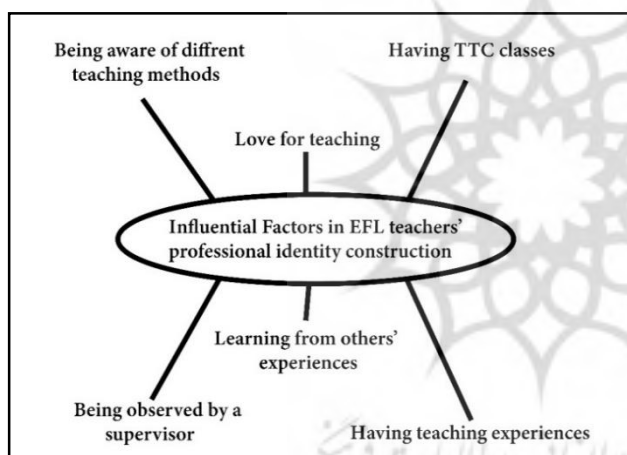 Being aware of diffrent
teaching methods
Having TTC classes
Love for teaching
Influential Factors in EFL teachers'
professional identity construction
Learning from others'
experiences
Being observed by a
supervisor
Having teaching experiences